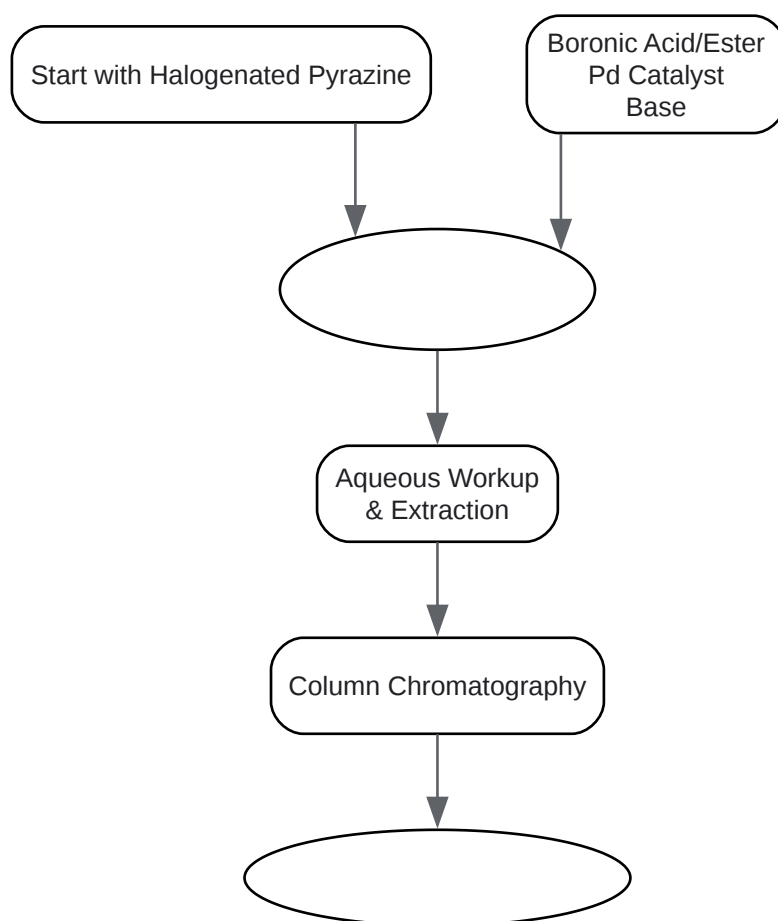 Start with Halogenated Pyrazine
Boronic Acid/Ester
Pd Catalyst
Base
Aqueous Workup
& Extraction
Column Chromatography